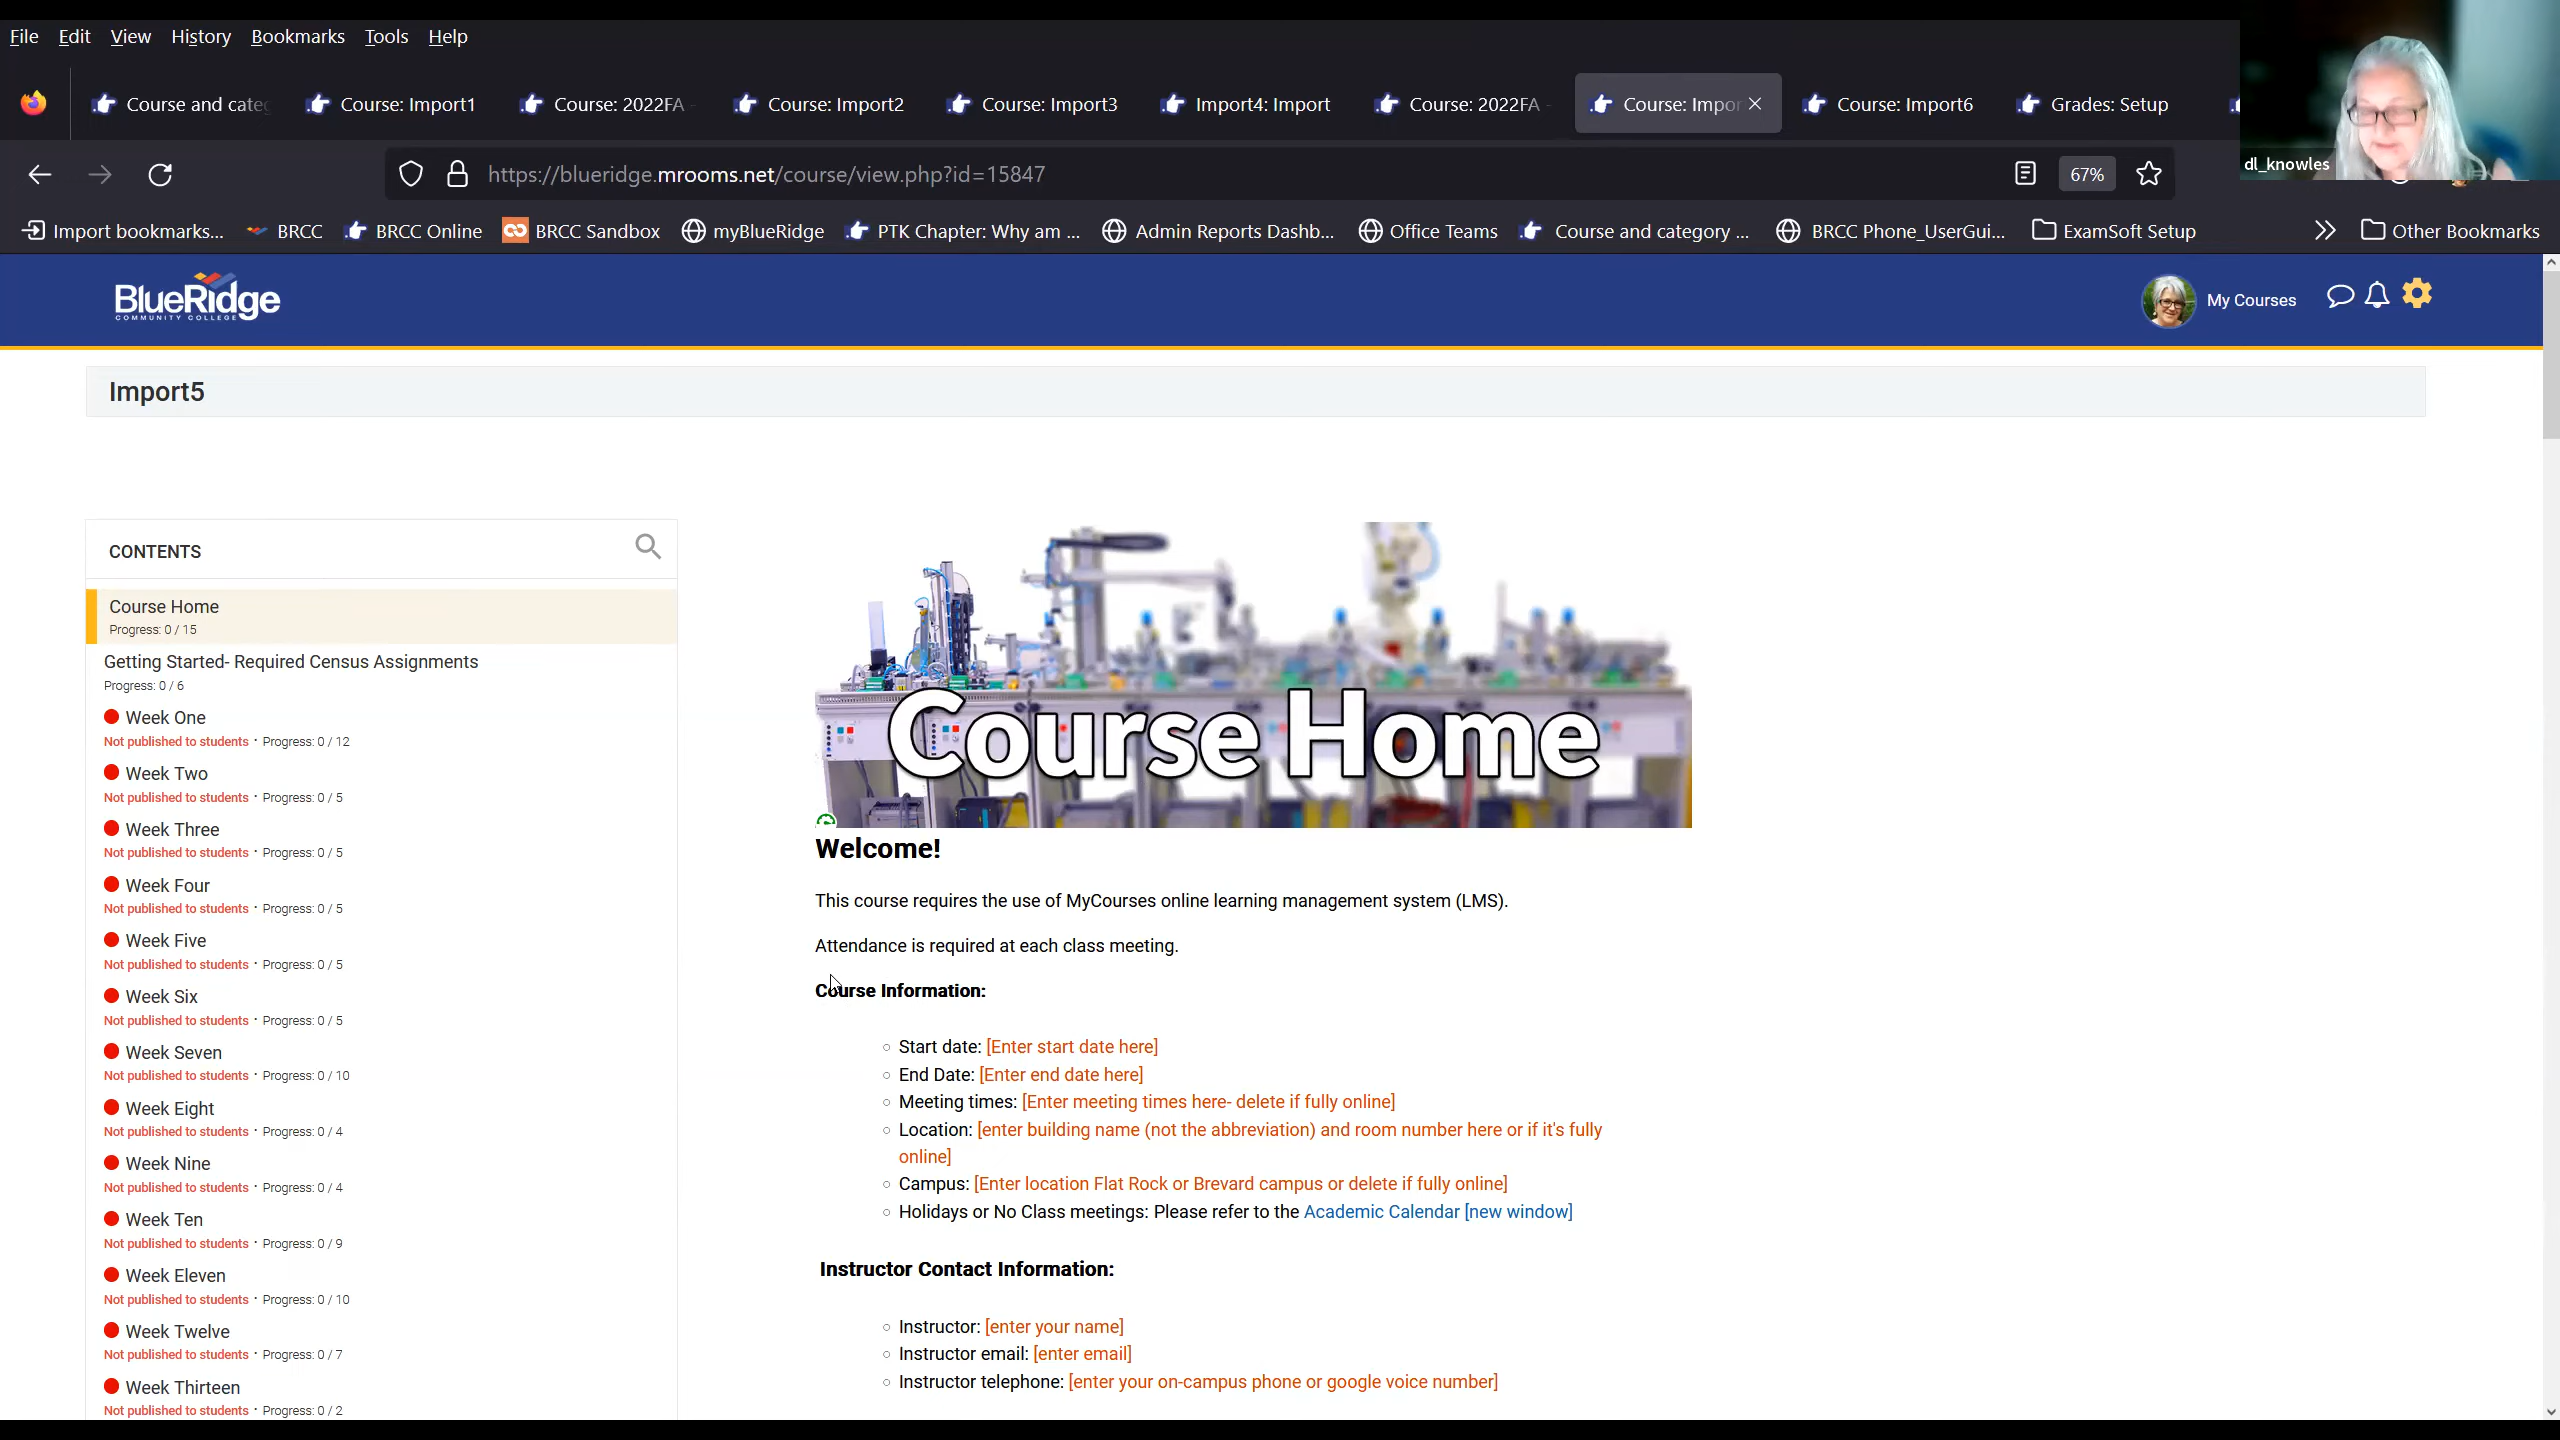 File Edit View History Bookmarks Tools Help
Course and categ Course: Import1 Course: 2022FA - Course: Import2 Course: Import3 Import4: Import Course: 2022FA - Course: Impor Course: Import6 Grades: Setup
https://blueridge.mrooms.net/course/view.php?id=15847 67%
dl_knowles
Import bookmarks... BRCC BRCC Online BRCC Sandbox myBlueRidge PTK Chapter: Why am ... Admin Reports Dashb... Office Teams Course and category ... BRCC Phone_UserGui... ExamSoft Setup Other Bookmarks
BlueRidge
COMMUNITY COLLEGE
My Courses
Import5
CONTENTS
Course Home
Progress: 0 / 15
Getting Started- Required Census Assignments
Progress: 0 / 6
Week One
Not published to students · Progress: 0 / 12
Week Two
Not published to students · Progress: 0 / 5
Week Three
Not published to students · Progress: 0 / 5
Week Four
Not published to students · Progress: 0 / 5
Week Five
Not published to students · Progress: 0 / 5
Week Six
Not published to students · Progress: 0 / 5
Week Seven
Not published to students · Progress: 0 / 10
Week Eight
Not published to students · Progress: 0 / 4
Week Nine
Not published to students · Progress: 0 / 4
Week Ten
Not published to students · Progress: 0 / 9
Week Eleven
Not published to students · Progress: 0 / 10
Week Twelve
Not published to students · Progress: 0 / 7
Week Thirteen
Not published to students · Progress: 0 / 2
Course Home
Welcome!
This course requires the use of MyCourses online learning management system (LMS).
Attendance is required at each class meeting.
Course Information:
Start date: [Enter start date here]
End Date: [Enter end date here]
Meeting times: [Enter meeting times here- delete if fully online]
Location: [enter building name (not the abbreviation) and room number here or if it's fully
online]
Campus: [Enter location Flat Rock or Brevard campus or delete if fully online]
Holidays or No Class meetings: Please refer to the Academic Calendar [new window]
Instructor Contact Information:
Instructor: [enter your name]
Instructor email: [enter email]
Instructor telephone: [enter your on-campus phone or google voice number]